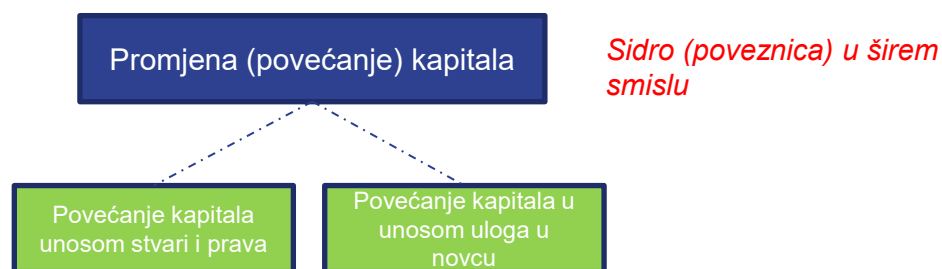 Promjena (povećanje) kapitala
Sidro (poveznica) u širem
smislu
Povećanje kapitala
unosom stvari i prava
Povećanje kapitala u
unosom uloga u
novcu